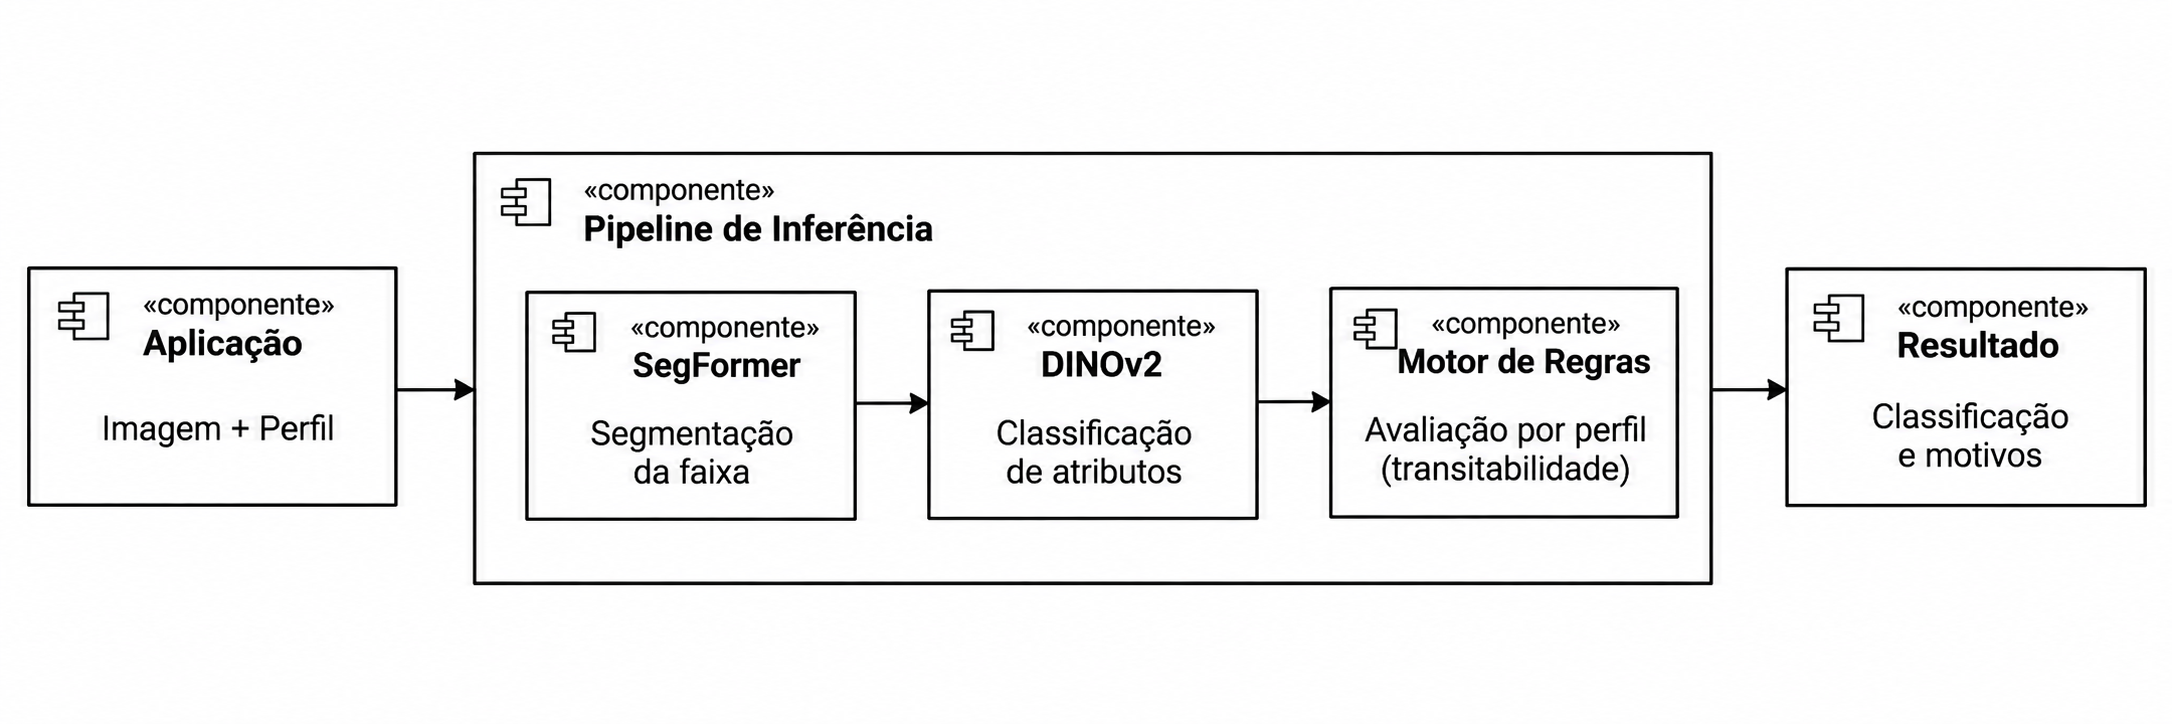 «componente»
Aplicação
Imagem + Perfil
«componente»
Pipeline de Inferência
«componente»
SegFormer
Segmentação
da faixa
«componente»
DINOv2
Classificação
de atributos
«componente»
Motor de Regras
Avaliação por perfil
(transitabilidade)
«componente»
Resultado
Classificação
e motivos